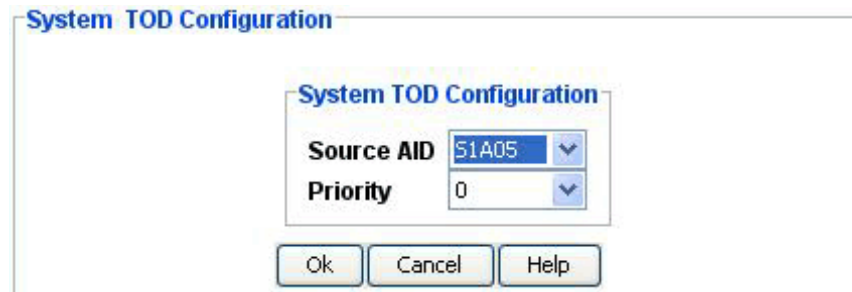 System TOD Configuration
System TOD Configuration
Source AID S1A05
Priority 0
Ok Cancel Help